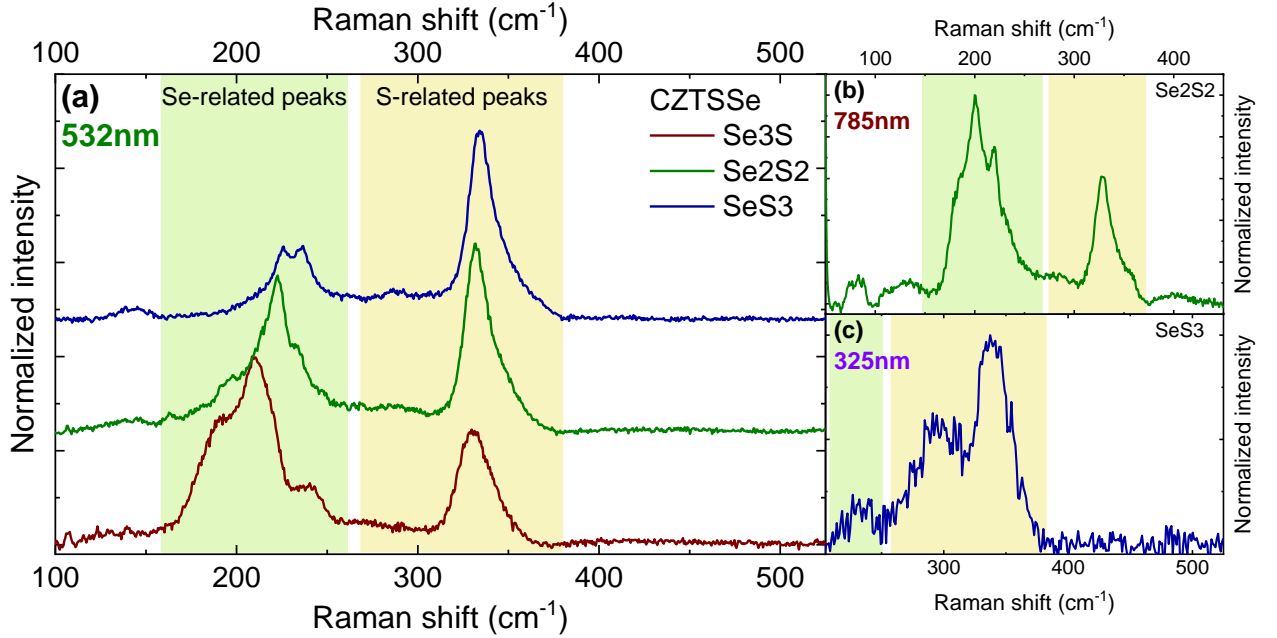 Raman shift (cm⁻¹)
100 200 300 400 500
(a)
532nm
Se-related peaks
S-related peaks
CZTSSe
Se3S
Se2S2
SeS3
Normalized intensity
100 200 300 400 500
Raman shift (cm⁻¹)
Raman shift (cm⁻¹)
100 200 300 400
(b)
785nm
Se2S2
Normalized intensity
(c)
325nm
SeS3
Normalized intensity
300 400 500
Raman shift (cm⁻¹)